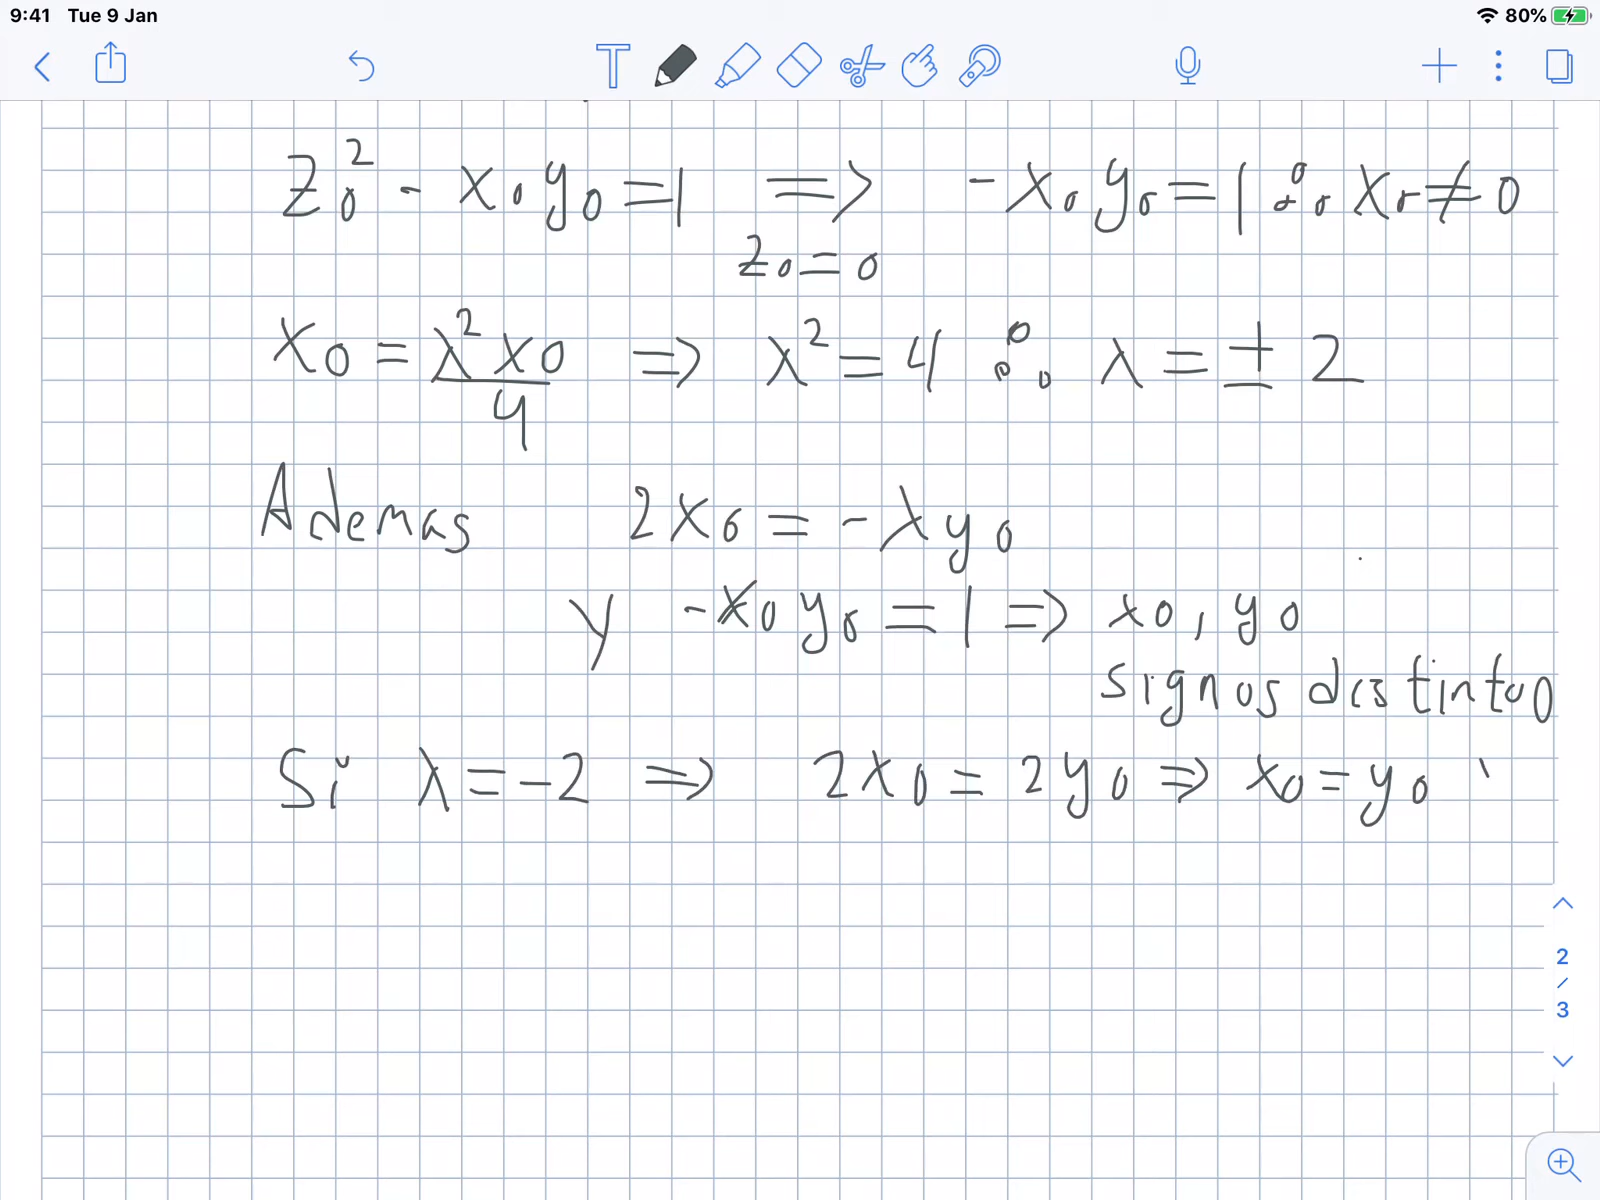 9:41 Tue 9 Jan 80%
z₀² - x₀y₀ = 1 => -x₀y₀ = 1 ∴ x₀ ≠ 0
z₀ = 0
x₀ = λ²x₀/4 => λ² = 4 ∴ λ = ± 2
Ademas 2x₀ = -λy₀
y -x₀y₀ = 1 => x₀, y₀
signos distintos
Si λ = -2 => 2x₀ = 2y₀ => x₀ = y₀
2
/
3